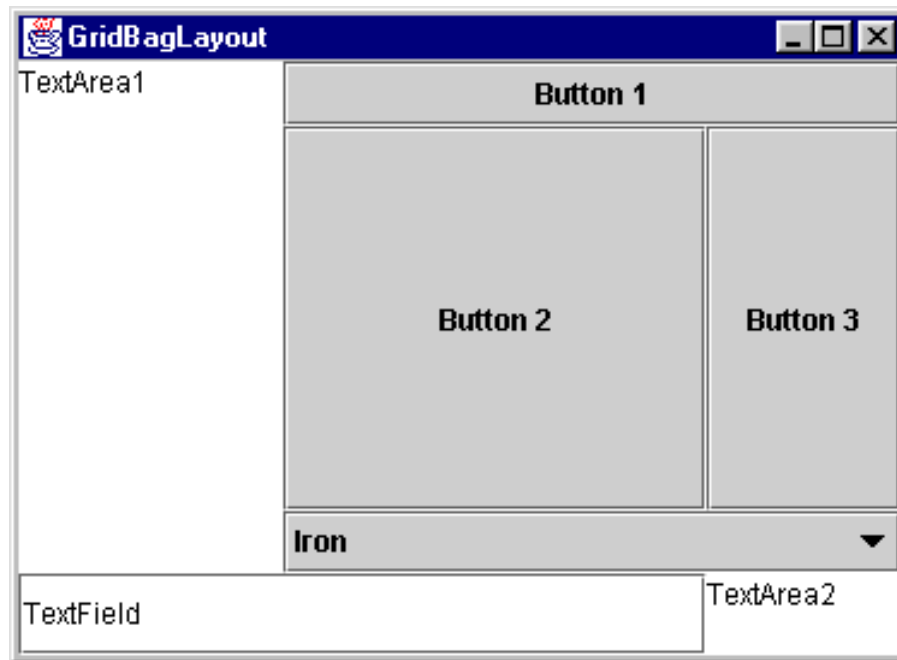 GridBagLayout
TextArea1
Button 1
Button 2
Button 3
Iron
TextField
TextArea2